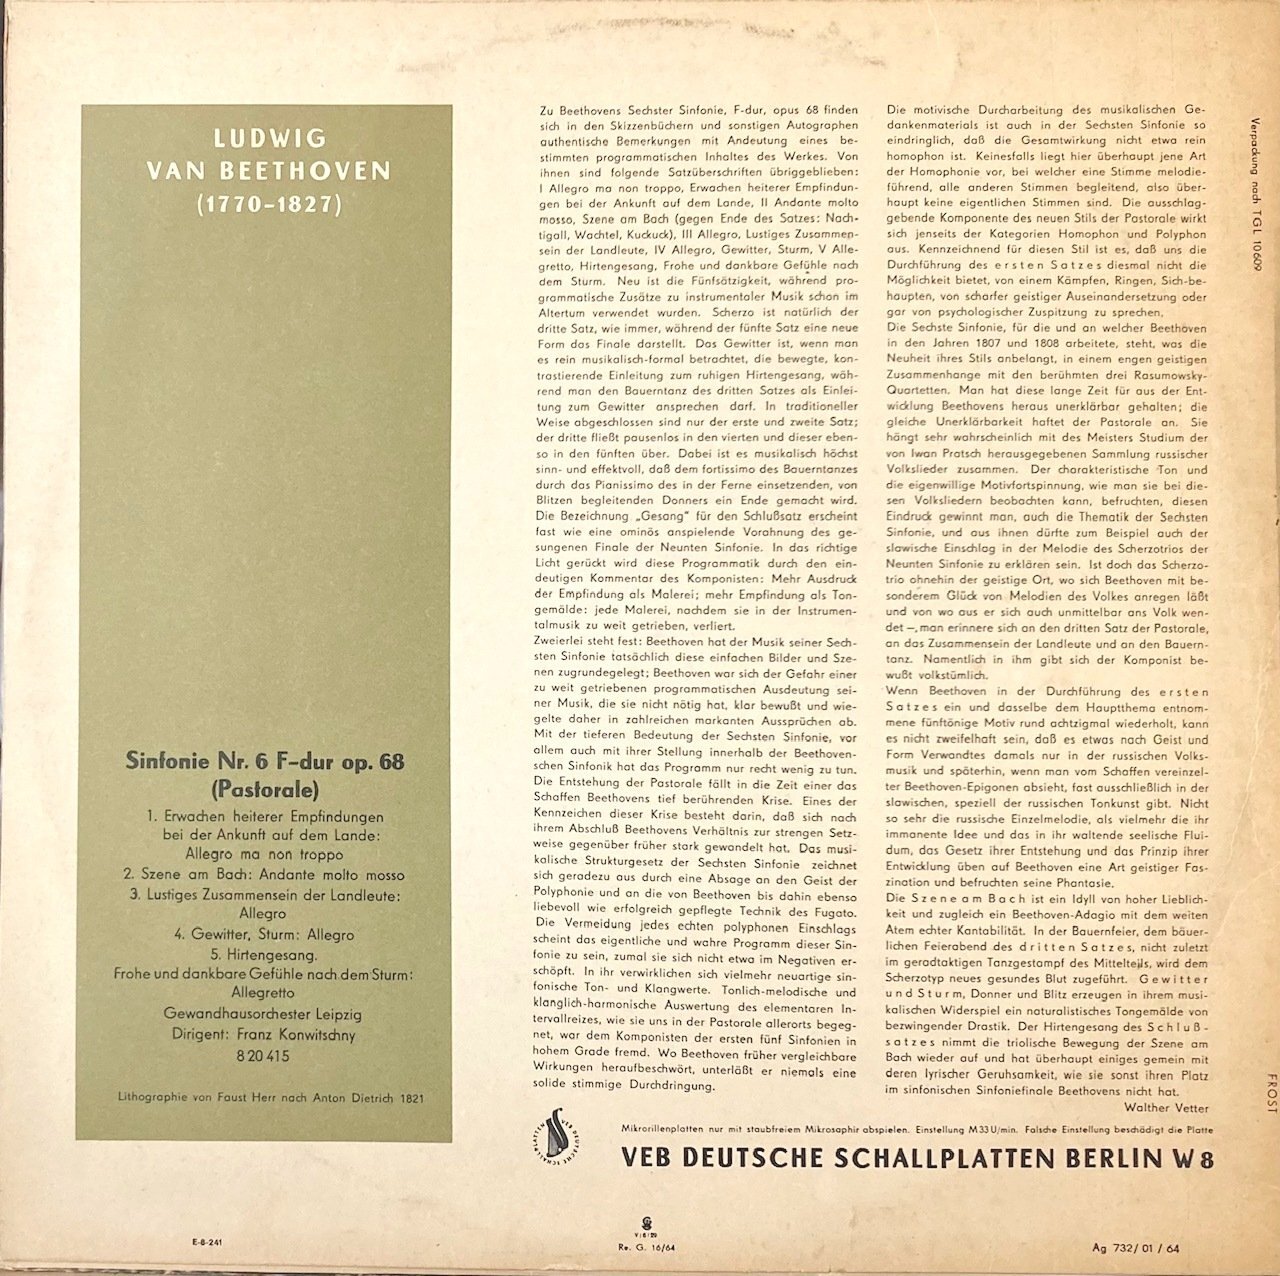 LUDWIG
VAN BEETHOVEN
(1770-1827)
Sinfonie Nr. 6 F-dur op. 68
(Pastorale)
1. Erwachen heiterer Empfindungen
bei der Ankunft auf dem Lande:
Allegro ma non troppo
2. Szene am Bach: Andante molto mosso
3. Lustiges Zusammensein der Landleute:
Allegro
4. Gewitter, Sturm: Allegro
5. Hirtengesang.
Frohe und dankbare Gefühle nach dem Sturm:
Allegretto
Gewandhausorchester Leipzig
Dirigent: Franz Konwitschny
8 20 415
Lithographie von Faust Herr nach Anton Dietrich 1821
Zu Beethovens Sechster Sinfonie, F-dur, opus 68 finden
sich in den Skizzenbüchern und sonstigen Autographen
authentische Bemerkungen mit Andeutung eines be-
stimmten programmatischen Inhaltes des Werkes. Von
ihnen sind folgende Satzüberschriften übriggeblieben:
I Allegro ma non troppo, Erwachen heiterer Empfindun-
gen bei der Ankunft auf dem Lande, II Andante molto
mosso, Szene am Bach (gegen Ende des Satzes: Nach-
tigall, Wachtel, Kuckuck), III Allegro, Lustiges Zusammen-
sein der Landleute, IV Allegro, Gewitter, Sturm, V Alle-
gretto, Hirtengesang, Frohe und dankbare Gefühle nach
dem Sturm. Neu ist die Fünfsätzigkeit, während pro-
grammatische Zusätze zu instrumentaler Musik schon im
Altertum verwendet wurden. Scherzo ist natürlich der
dritte Satz, wie immer, während der fünfte Satz eine neue
Form das Finale darstellt. Das Gewitter ist, wenn man
es rein musikalisch-formal betrachtet, die bewegte, kon-
trastierende Einleitung zum ruhigen Hirtengesang, wäh-
rend man den Bauerntanz des dritten Satzes als Einlei-
tung zum Gewitter ansprechen darf. In traditioneller
Weise abgeschlossen sind nur der erste und zweite Satz;
der dritte fließt pausenlos in den vierten und dieser eben-
so in den fünften über. Dabei ist es musikalisch höchst
sinn- und effektvoll, daß dem fortissimo des Bauerntanzes
durch das Pianissimo des in der Ferne einsetzenden, von
Blitzen begleitenden Donners ein Ende gemacht wird.
Die Bezeichnung „Gesang“ für den Schlußsatz erscheint
fast wie eine ominös anspielende Vorahnung des ge-
sungenen Finale der Neunten Sinfonie. In das richtige
Licht gerückt wird diese Programmatik durch den ein-
deutigen Kommentar des Komponisten: Mehr Ausdruck
der Empfindung als Malerei; mehr Empfindung als Ton-
gemälde: jede Malerei, nachdem sie in der Instrumen-
talmusik zu weit getrieben, verliert.
Zweierlei steht fest: Beethoven hat der Musik seiner Sech-
sten Sinfonie tatsächlich diese einfachen Bilder und Sze-
nen zugrundegelegt; Beethoven war sich der Gefahr einer
zu weit getriebenen programmatischen Ausdeutung sei-
ner Musik, die sie nicht nötig hat, klar bewußt und wie-
gelte daher in zahlreichen markanten Aussprüchen ab.
Mit der tieferen Bedeutung der Sechsten Sinfonie, vor
allem auch mit ihrer Stellung innerhalb der Beethoven-
schen Sinfonik hat das Programm nur recht wenig zu tun.
Die Entstehung der Pastorale fällt in die Zeit einer das
Schaffen Beethovens tief berührenden Krise. Eines der
Kennzeichen dieser Krise besteht darin, daß sich nach
ihrem Abschluß Beethovens Verhältnis zur strengen Setz-
weise gegenüber früher stark gewandelt hat. Das musi-
kalische Strukturgesetz der Sechsten Sinfonie zeichnet
sich geradezu aus durch eine Absage an den Geist der
Polyphonie und an die von Beethoven bis dahin ebenso
liebevoll wie erfolgreich gepflegte Technik des Fugato.
Die Vermeidung jedes echten polyphonen Einschlags
scheint das eigentliche und wahre Programm dieser Sin-
fonie zu sein, zumal sie sich nicht etwa im Negativen er-
schöpft. In ihr verwirklichen sich vielmehr neuartige sin-
fonische Ton- und Klangwerte. Tonlich-melodische und
klanglich-harmonische Auswertung des elementaren In-
tervallreizes, wie sie uns in der Pastorale allerorts begeg-
net, war dem Komponisten der ersten fünf Sinfonien in
hohem Grade fremd. Wo Beethoven früher vergleichbare
Wirkungen heraufbeschwört, unterläßt er niemals eine
solide stimmige Durchdringung.
Die motivische Durcharbeitung des musikalischen Ge-
dankenmaterials ist auch in der Sechsten Sinfonie so
eindringlich, daß die Gesamtwirkung nicht etwa rein
homophon ist. Keinesfalls liegt hier überhaupt jene Art
der Homophonie vor, bei welcher eine Stimme melodie-
führend, alle anderen Stimmen begleitend, also über-
haupt keine eigentlichen Stimmen sind. Die ausschlag-
gebende Komponente des neuen Stils der Pastorale wirkt
sich jenseits der Kategorien Homophon und Polyphon
aus. Kennzeichnend für diesen Stil ist es, daß uns die
Durchführung des ersten Satzes diesmal nicht die
Möglichkeit bietet, von einem Kämpfen, Ringen, Sich-be-
haupten, von scharfer geistiger Auseinandersetzung oder
gar von psychologischer Zuspitzung zu sprechen.
Die Sechste Sinfonie, für die und an welcher Beethoven
in den Jahren 1807 und 1808 arbeitete, steht, was die
Neuheit ihres Stils anbelangt, in einem engen geistigen
Zusammenhange mit den berühmten drei Rasumowsky-
Quartetten. Man hat diese lange Zeit für aus der Ent-
wicklung Beethovens heraus unerklärbar gehalten; die
gleiche Unerklärbarkeit haftet der Pastorale an. Sie
hängt sehr wahrscheinlich mit des Meisters Studium der
von Iwan Pratsch herausgegebenen Sammlung russischer
Volkslieder zusammen. Der charakteristische Ton und
die eigenwillige Motivfortspinnung, wie man sie bei die-
sen Volksliedern beobachten kann, befruchten, diesen
Eindruck gewinnt man, auch die Thematik der Sechsten
Sinfonie, und aus ihnen dürfte zum Beispiel auch der
slawische Einschlag in der Melodie des Scherzotrios der
Neunten Sinfonie zu erklären sein. Ist doch das Scherzo-
trio ohnehin der geistige Ort, wo sich Beethoven mit be-
sonderem Glück von Melodien des Volkes anregen läßt
und von wo aus er sich auch unmittelbar ans Volk wen-
det —, man erinnere sich an den dritten Satz der Pastorale,
an das Zusammensein der Landleute und an den Bauern-
tanz. Namentlich in ihm gibt sich der Komponist be-
wußt volkstümlich.
Wenn Beethoven in der Durchführung des ersten
Satzes ein und dasselbe dem Hauptthema entnom-
mene fünftönige Motiv rund achtzigmal wiederholt, kann
es nicht zweifelhaft sein, daß es etwas nach Geist und
Form Verwandtes damals nur in der russischen Volks-
musik und späterhin, wenn man vom Schaffen vereinzel-
ter Beethoven-Epigonen absieht, fast ausschließlich in der
slawischen, speziell der russischen Tonkunst gibt. Nicht
so sehr die russische Einzelmelodie, als vielmehr die ihr
immanente Idee und das in ihr waltende seelische Flui-
dum, das Gesetz ihrer Entstehung und das Prinzip ihrer
Entwicklung üben auf Beethoven eine Art geistiger Fas-
zination und befruchten seine Phantasie.
Die Szene am Bach ist ein Idyll von hoher Lieblich-
keit und zugleich ein Beethoven-Adagio mit dem weiten
Atem echter Kantabilität. In der Bauernfeier, dem bäuer-
lichen Feierabend des dritten Satzes, nicht zuletzt
im geradtaktigen Tanzgestampf des Mittelteils, wird dem
Scherzotyp neues gesundes Blut zugeführt. Gewitter
und Sturm, Donner und Blitz erzeugen in ihrem musi-
kalischen Widerspiel ein naturalistisches Tongemälde von
bezwingender Drastik. Der Hirtengesang des Schluß-
satzes nimmt die triolische Bewegung der Szene am
Bach wieder auf und hat überhaupt einiges gemein mit
deren lyrischer Geruhsamkeit, wie sie sonst ihren Platz
im sinfonischen Sinfoniefinale Beethovens nicht hat.
Walther Vetter
VEB DEUTSCHE SCHALLPLATTEN
Mikrorillenplatten nur mit staubfreiem Mikrosaphir abspielen. Einstellung M 33 U/min. Falsche Einstellung beschädigt die Platte
VEB DEUTSCHE SCHALLPLATTEN BERLIN W 8
E-8-241
V/6/29
Re. G. 16/64
Ag 732/ 01 / 64
Verpackung nach TGL 10609
FROST